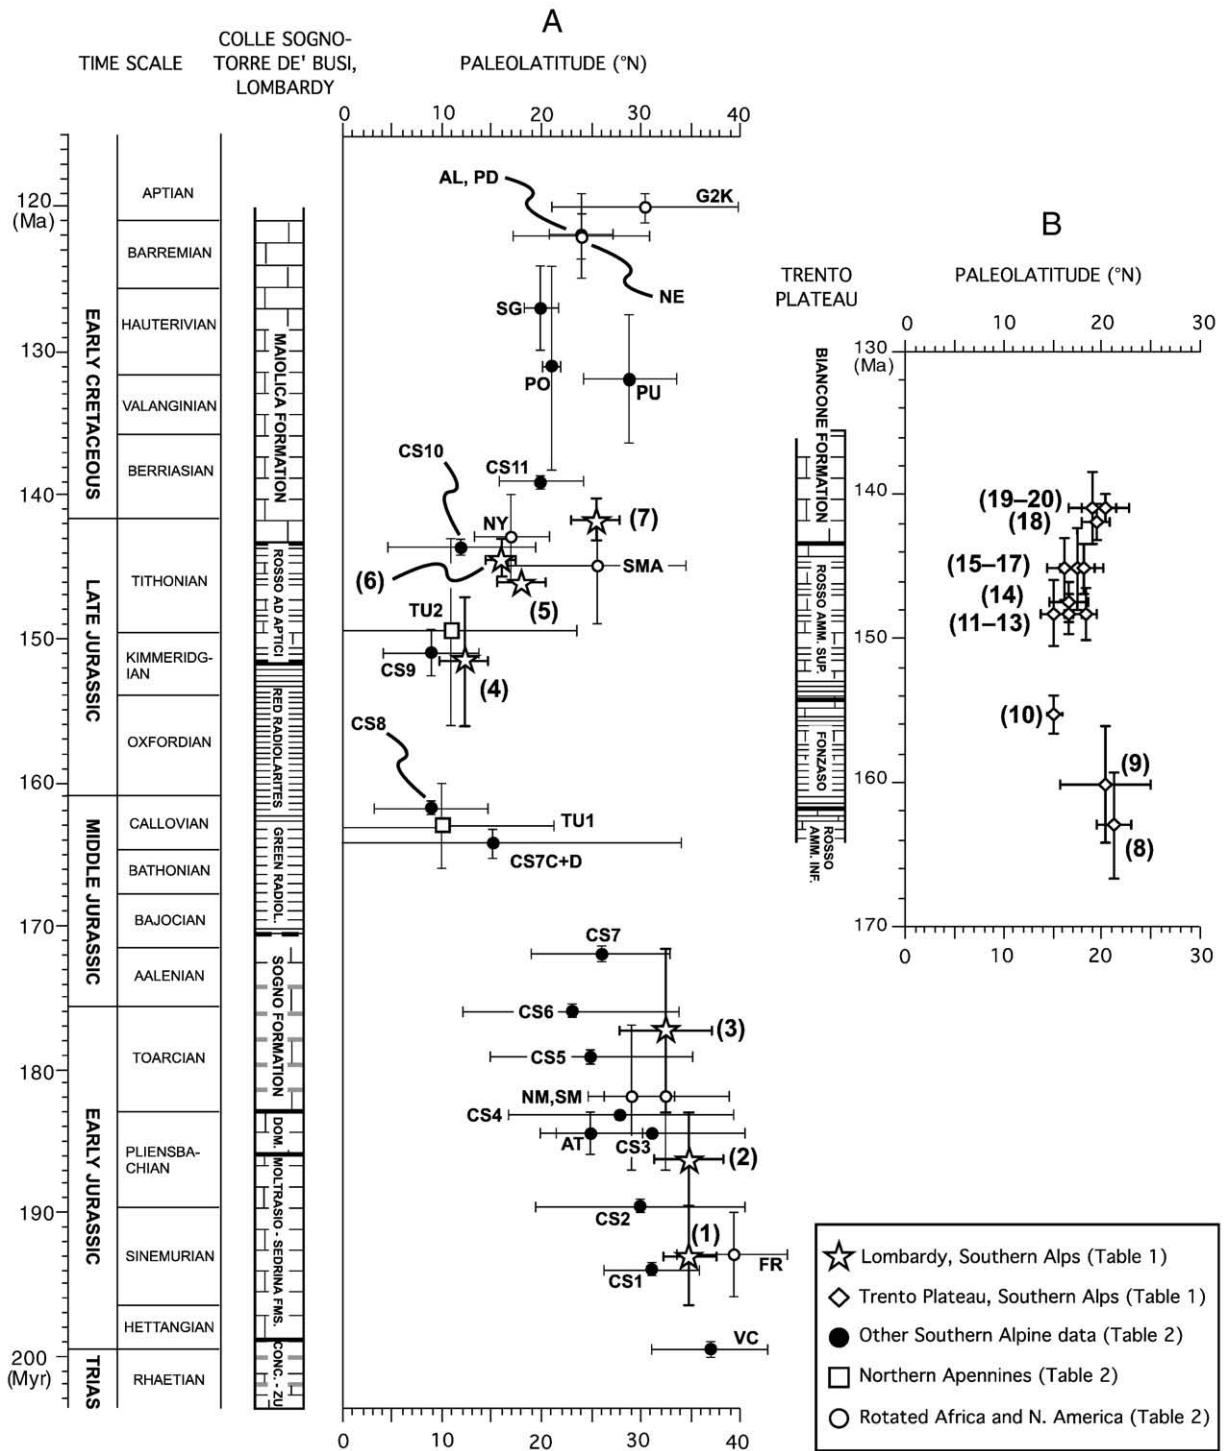 A
COLLE SOGNO-
TORRE DE' BUSI,
LOMBARDY
TIME SCALE
PALEOLATITUDE (°N)
0 10 20 30 40
120
(Ma)
130
140
150
160
170
180
190
200
(Myr)
EARLY CRETACEOUS
LATE JURASSIC
MIDDLE JURASSIC
EARLY JURASSIC
TRIAS
APTIAN
BARREMIAN
HAUTERIVIAN
VALANGINIAN
BERRIASIAN
TITHONIAN
KIMMERIDG-
IAN
OXFORDIAN
CALLOVIAN
BATHONIAN
BAJOCIAN
AALENIAN
TOARCIAN
PLIENSBA-
CHIAN
SINEMURIAN
HETTANGIAN
RHAETIAN
MAIOLICA FORMATION
ROSSO AD APTICI
RED RADIOLARITES
GREEN RADIOL.
SOGNO FORMATION
DOM.
MOLTRASIO - SEDRINA FMS.
CONC. - ZU
AL, PD
G2K
NE
SG
PO
PU
CS10
CS11
(7)
NY
SMA
(6)
(5)
TU2
CS9
(4)
CS8
TU1
CS7C+D
CS7
CS6
(3)
CS5
NM,SM
CS4
AT
CS3
(2)
CS2
(1)
FR
CS1
VC
0 10 20 30 40
B
TRENTO
PLATEAU
PALEOLATITUDE (°N)
0 10 20 30
130
(Ma)
140
150
160
170
BIANCONE FORMATION
ROSSO AMM. SUP.
FONZASO
ROSSO
AMM. INF.
(19–20)
(18)
(15–17)
(14)
(11–13)
(10)
(9)
(8)
0 10 20 30
Lombardy, Southern Alps (Table 1)
Trento Plateau, Southern Alps (Table 1)
Other Southern Alpine data (Table 2)
Northern Apennines (Table 2)
Rotated Africa and N. America (Table 2)